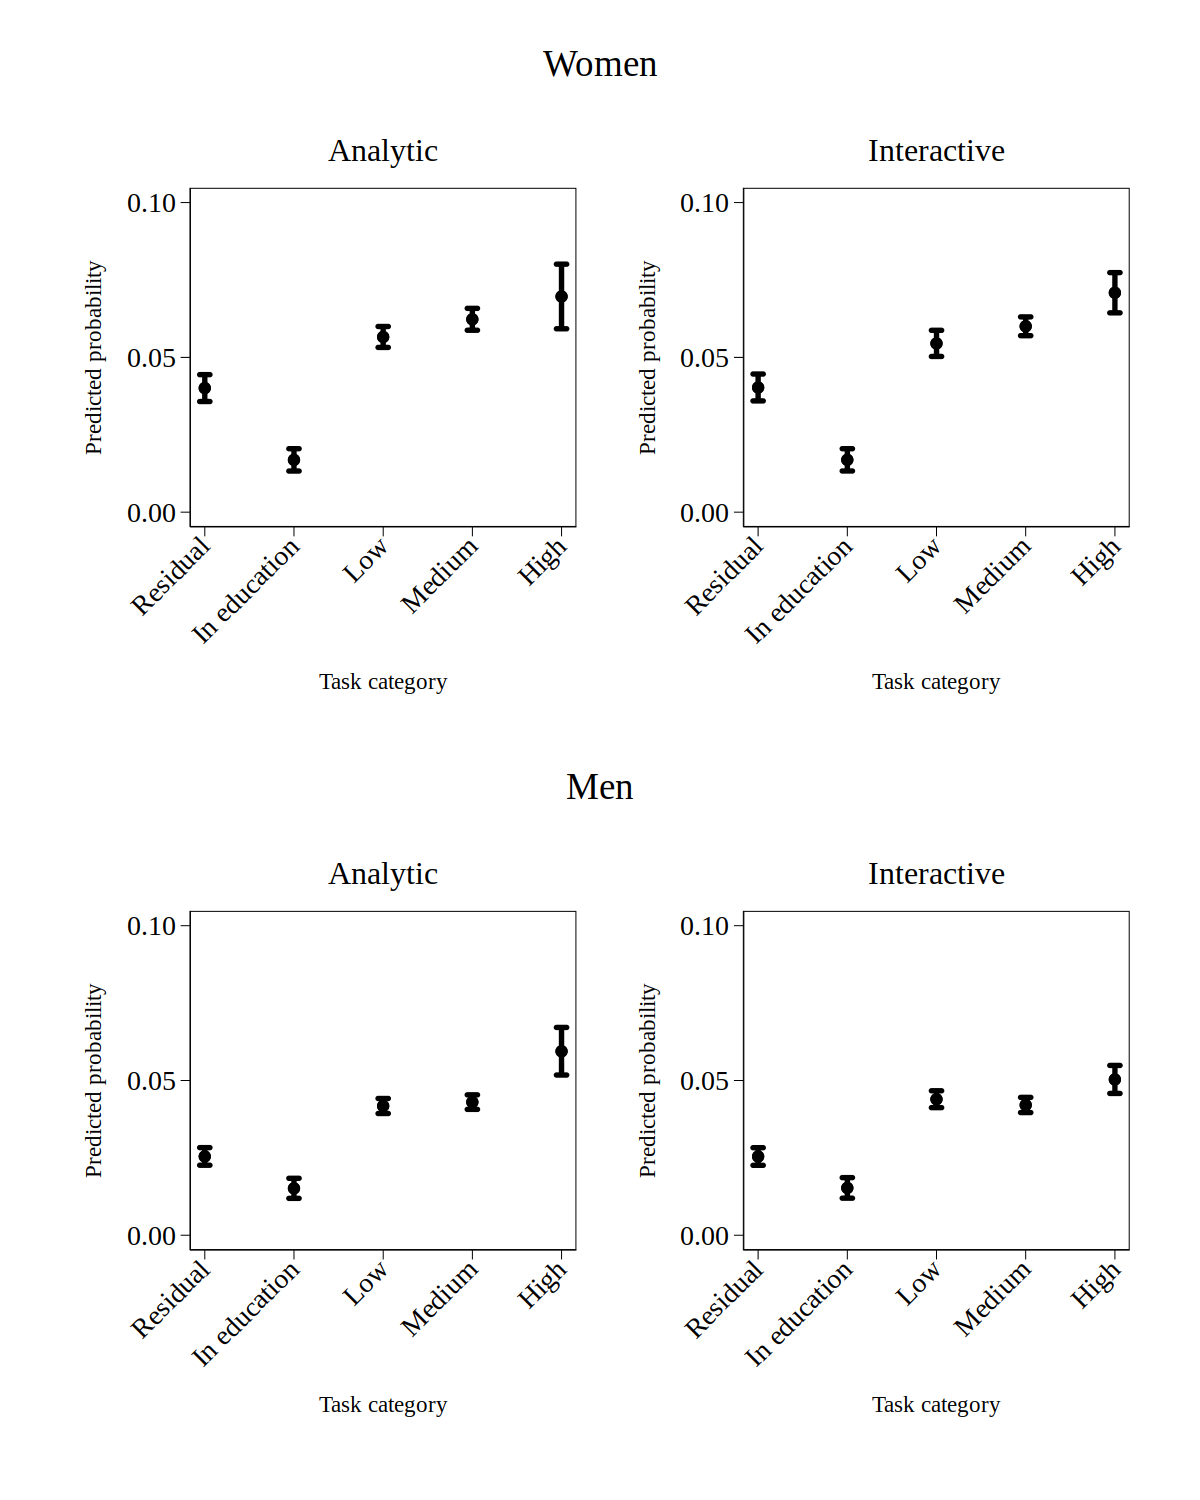 Women
Analytic
Interactive
0.10
0.05
0.00
Predicted probability
Residual
In education
Low
Medium
High
Task category
0.10
0.05
0.00
Predicted probability
Residual
In education
Low
Medium
High
Task category
Men
Analytic
Interactive
0.10
0.05
0.00
Predicted probability
Residual
In education
Low
Medium
High
Task category
0.10
0.05
0.00
Predicted probability
Residual
In education
Low
Medium
High
Task category